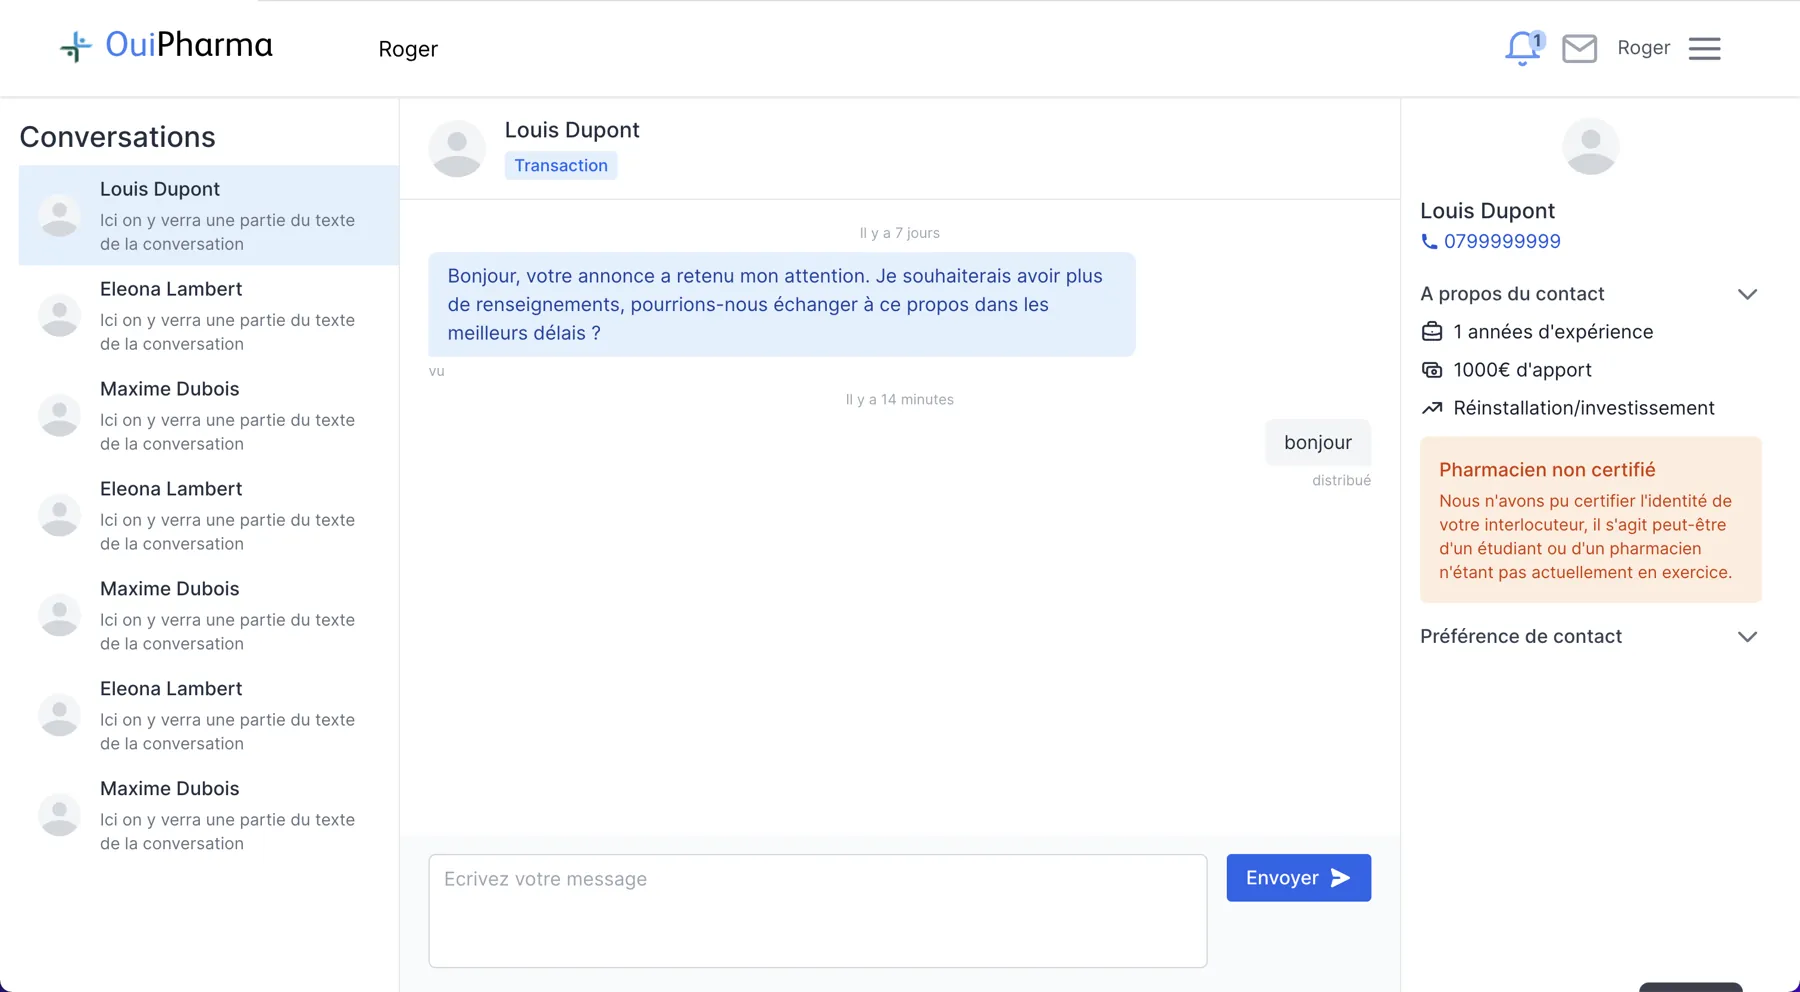 OuiPharma
Roger
1
Roger
Conversations
Louis Dupont
Ici on y verra une partie du texte
de la conversation
Eleona Lambert
Ici on y verra une partie du texte
de la conversation
Maxime Dubois
Ici on y verra une partie du texte
de la conversation
Eleona Lambert
Ici on y verra une partie du texte
de la conversation
Maxime Dubois
Ici on y verra une partie du texte
de la conversation
Eleona Lambert
Ici on y verra une partie du texte
de la conversation
Maxime Dubois
Ici on y verra une partie du texte
de la conversation
Louis Dupont
Transaction
Il y a 7 jours
Bonjour, votre annonce a retenu mon attention. Je souhaiterais avoir plus
de renseignements, pourrions-nous échanger à ce propos dans les
meilleurs délais ?
vu
Il y a 14 minutes
bonjour
distribué
Ecrivez votre message
Envoyer
Louis Dupont
0799999999
A propos du contact
1 années d'expérience
1000€ d'apport
Réinstallation/investissement
Pharmacien non certifié
Nous n'avons pu certifier l'identité de
votre interlocuteur, il s'agit peut-être
d'un étudiant ou d'un pharmacien
n'étant pas actuellement en exercice.
Préférence de contact